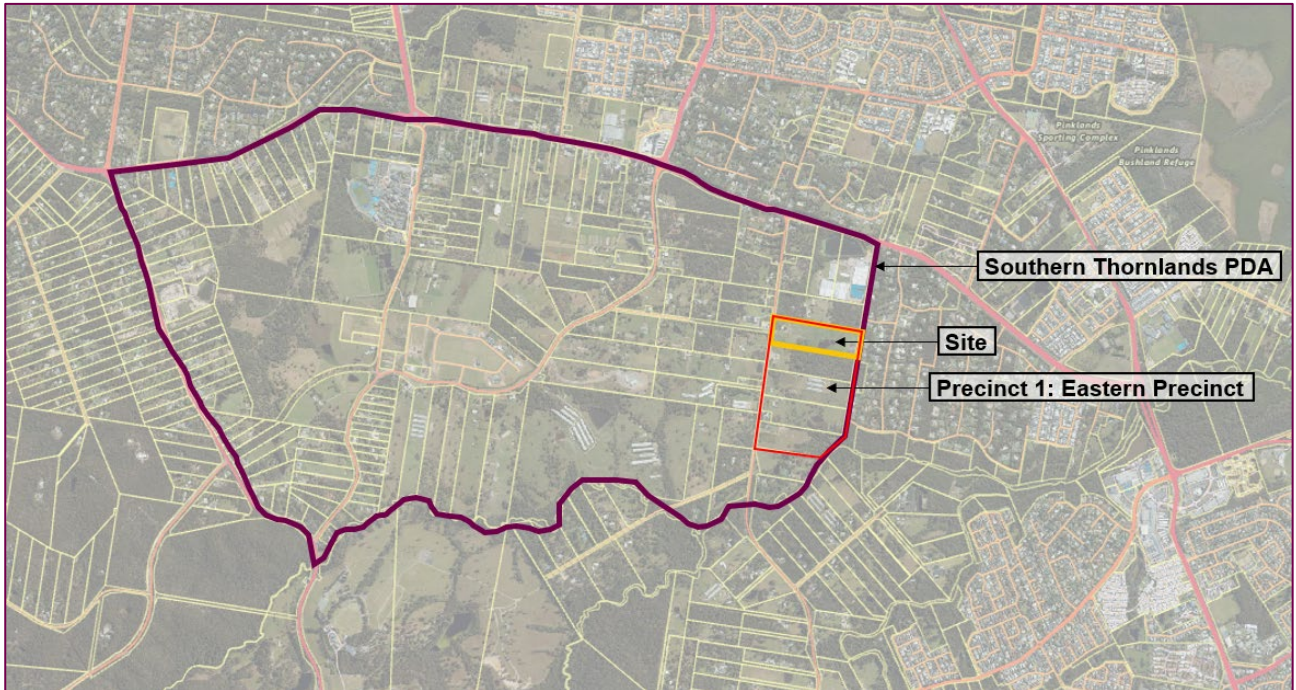 Pinklands
Sporting Complex
Pinklands
Bushland Refuge
Southern Thornlands PDA
Site
Precinct 1: Eastern Precinct